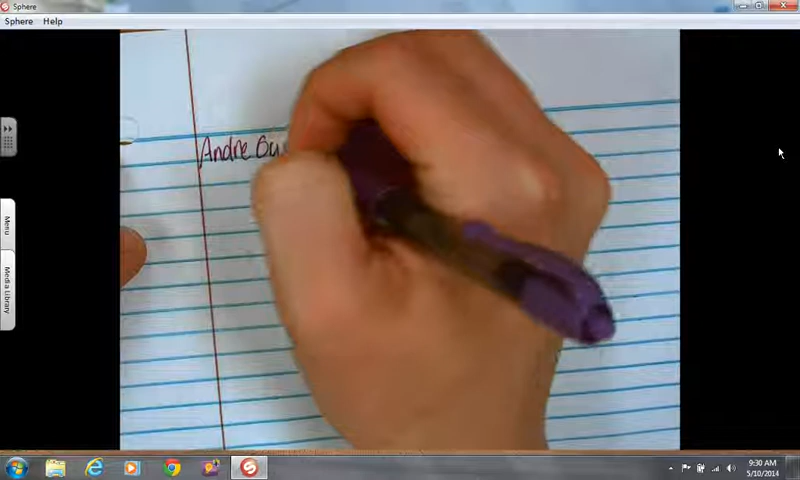 Sphere
Sphere Help
Andre
Menu
Media Library
9:30 AM
5/10/2014